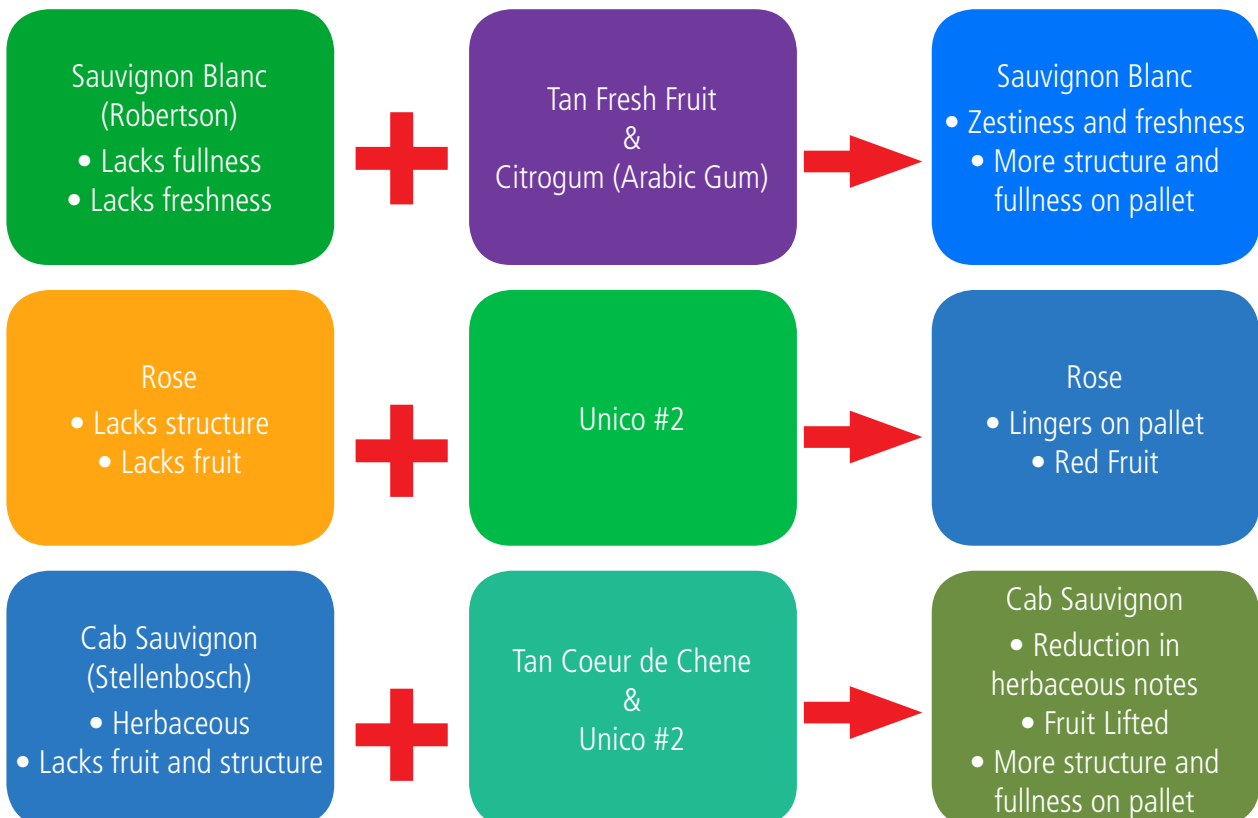 Sauvignon Blanc
(Robertson)
• Lacks fullness
• Lacks freshness
Tan Fresh Fruit
&
Citrogum (Arabic Gum)
Sauvignon Blanc
• Zestiness and freshness
• More structure and
fullness on pallet
Rose
• Lacks structure
• Lacks fruit
Unico #2
Rose
• Lingers on pallet
• Red Fruit
Cab Sauvignon
(Stellenbosch)
• Herbaceous
• Lacks fruit and structure
Tan Coeur de Chene
&
Unico #2
Cab Sauvignon
• Reduction in
herbaceous notes
• Fruit Lifted
• More structure and
fullness on pallet